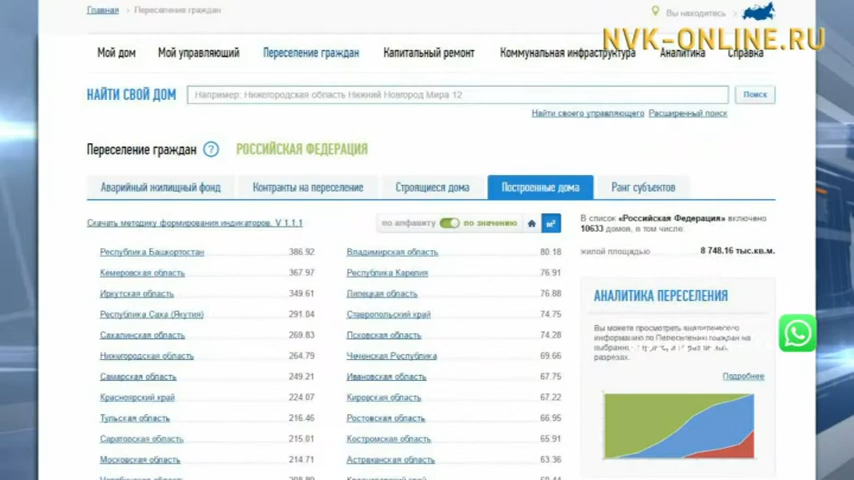 Главная › Переселение граждан
Вы находитесь ›
NVK-ONLINE.RU
Мой дом Мой управляющий Переселение граждан Капитальный ремонт Коммунальная инфраструктура Аналитика Справка
НАЙТИ СВОЙ ДОМ Например: Нижегородская область Нижний Новгород Мира 12 Поиск
Найти своего управляющего Расширенный поиск
Переселение граждан ? РОССИЙСКАЯ ФЕДЕРАЦИЯ
Аварийный жилищный фонд Контракты на переселение Строящиеся дома Построенные дома Ранг субъектов
Скачать методику формирования индикаторов. V 1.1.1 по алфавиту по значению м²
Республика Башкортостан 386.92
Кемеровская область 367.97
Иркутская область 349.61
Республика Саха (Якутия) 291.04
Сахалинская область 269.83
Нижегородская область 264.79
Самарская область 249.21
Красноярский край 224.07
Тульская область 216.46
Саратовская область 215.01
Московская область 214.71
Владимирская область 80.18
Республика Карелия 76.91
Липецкая область 76.88
Ставропольский край 74.75
Псковская область 74.28
Чеченская Республика 69.66
Ивановская область 67.75
Кировская область 67.22
Ростовская область 66.95
Костромская область 65.91
Астраханская область 63.36
В список «Российская Федерация» включено
10633 домов, в том числе:
жилой площадью 8 748.16 тыс.кв.м.
АНАЛИТИКА ПЕРЕСЕЛЕНИЯ
Вы можете просмотреть аналитического
информацию по Переселению граждан на
разрезах.
Подробнее